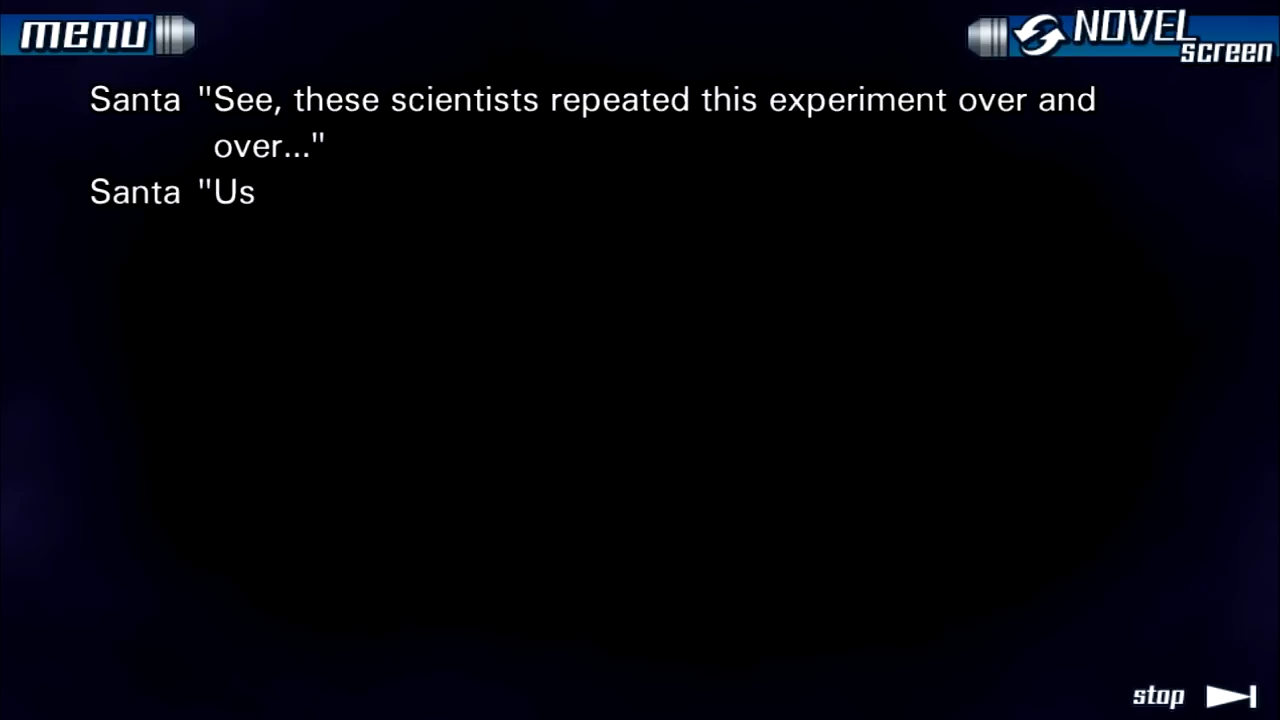 menu
NOVEL
screen
Santa "See, these scientists repeated this experiment over and
over..."
Santa "Us
stop